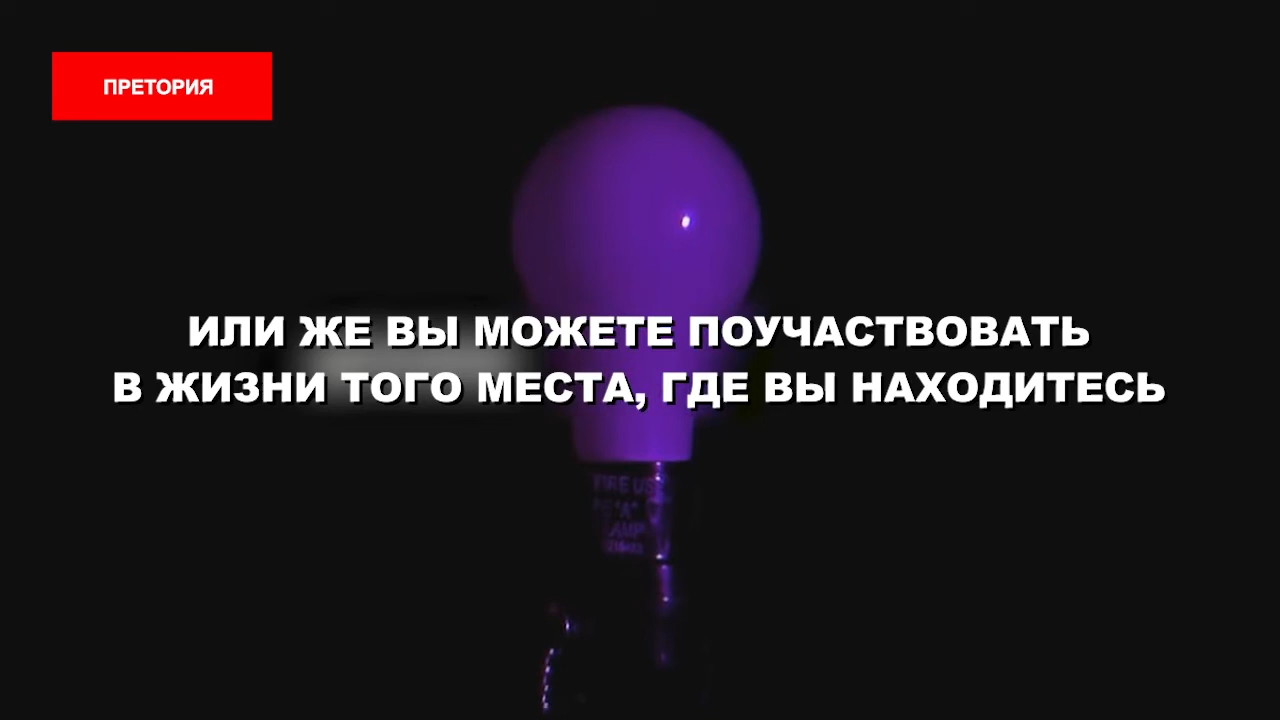 ПРЕТОРИЯ
ИЛИ ЖЕ ВЫ МОЖЕТЕ ПОУЧАСТВОВАТЬ
В ЖИЗНИ ТОГО МЕСТА, ГДЕ ВЫ НАХОДИТЕСЬ
"A"